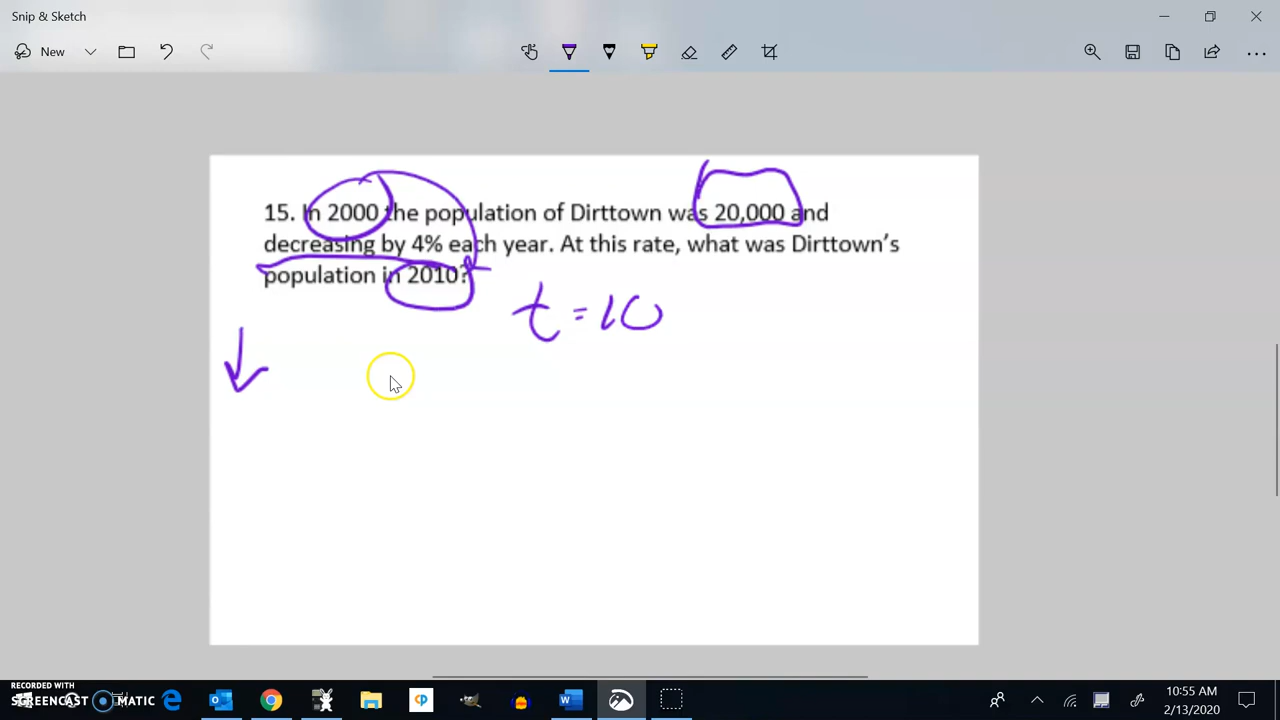 Snip & Sketch
New
15. In 2000 the population of Dirttown was 20,000 and
decreasing by 4% each year. At this rate, what was Dirttown's
population in 2010?
t = 10
RECORDED WITH
SCREENCAST MATIC
10:55 AM
2/13/2020